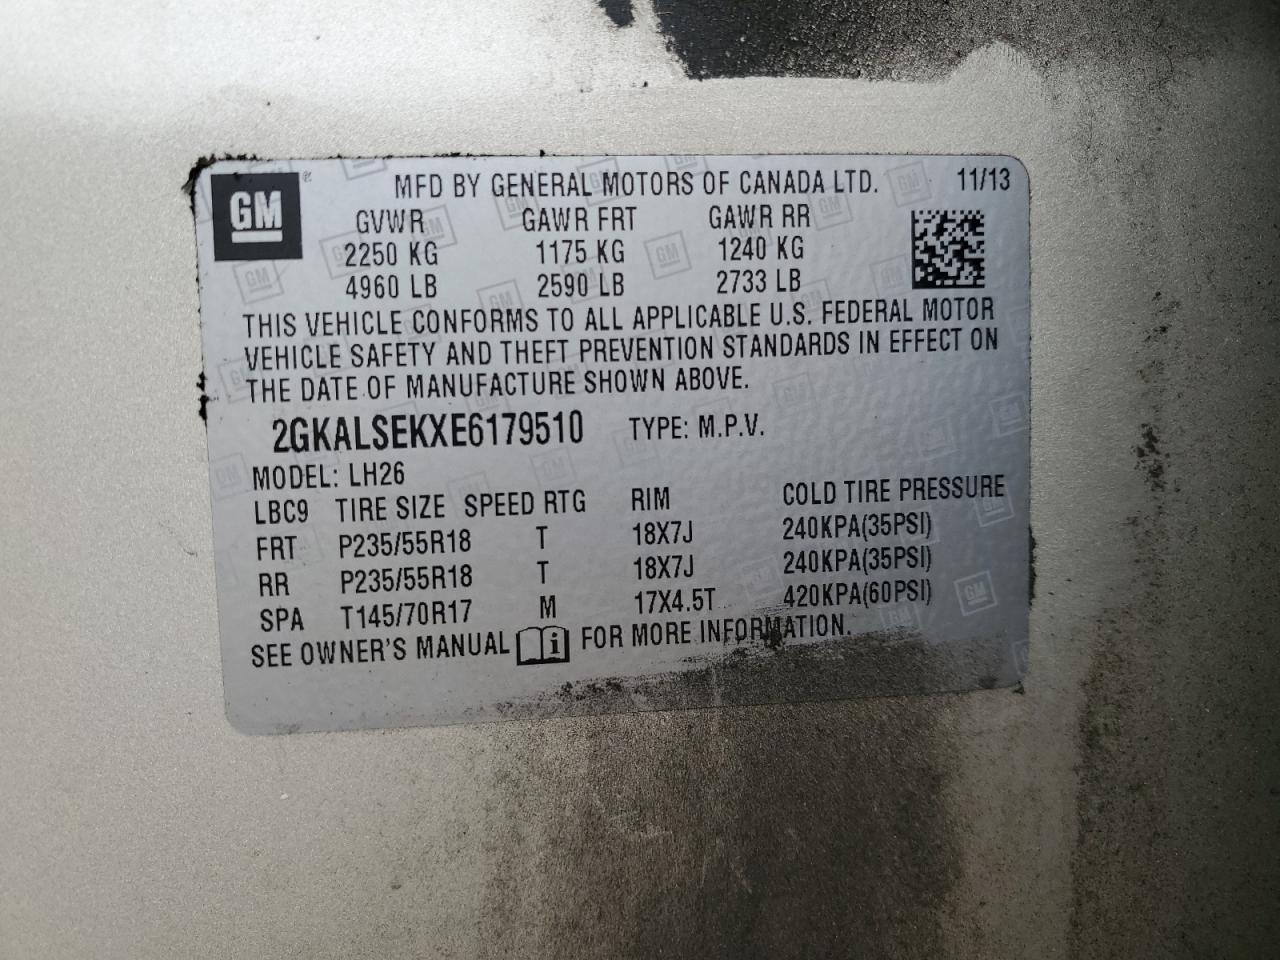 GM
MFD BY GENERAL MOTORS OF CANADA LTD. 11/13
GVWR GAWR FRT GAWR RR
2250 KG 1175 KG 1240 KG
4960 LB 2590 LB 2733 LB
THIS VEHICLE CONFORMS TO ALL APPLICABLE U.S. FEDERAL MOTOR
VEHICLE SAFETY AND THEFT PREVENTION STANDARDS IN EFFECT ON
THE DATE OF MANUFACTURE SHOWN ABOVE.
2GKALSEKXE6179510 TYPE: M.P.V.
MODEL: LH26
LBC9 TIRE SIZE SPEED RTG RIM COLD TIRE PRESSURE
FRT P235/55R18 T 18X7J 240KPA(35PSI)
RR P235/55R18 T 18X7J 240KPA(35PSI)
SPA T145/70R17 M 17X4.5T 420KPA(60PSI)
SEE OWNER'S MANUAL i FOR MORE INFORMATION.